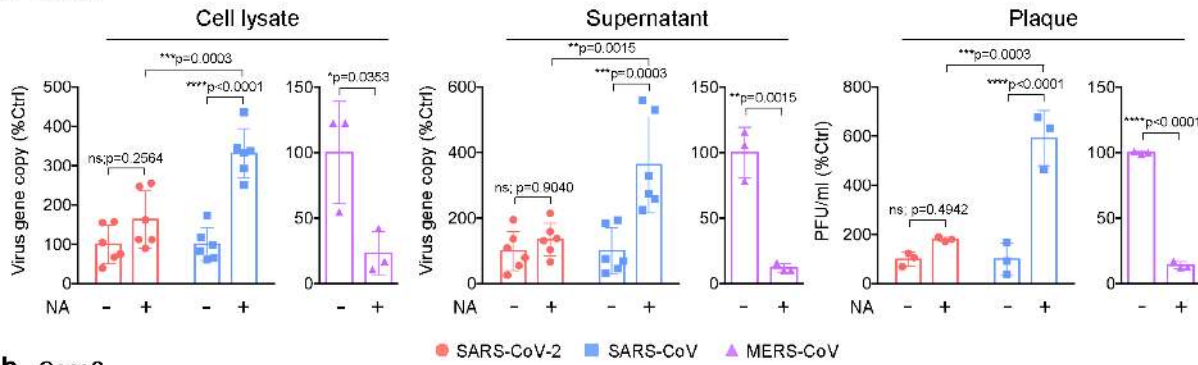 Cell lysate
Supernatant
Plaque
***p=0.0003
****p<0.0001
ns;p=0.2564
*p=0.0353
Virus gene copy (%Ctrl)
500
400
300
200
100
0
150
100
50
0
NA - + - + - +
**p=0.0015
***p=0.0003
ns; p=0.9040
**p=0.0015
Virus gene copy (%Ctrl)
600
400
200
0
150
100
50
0
NA - + - + - +
***p=0.0003
****p<0.0001
ns; p=0.4942
****p<0.0001
PFU/ml (%Ctrl)
800
600
400
200
0
150
100
50
0
NA - + - + - +
SARS-CoV-2 SARS-CoV MERS-CoV